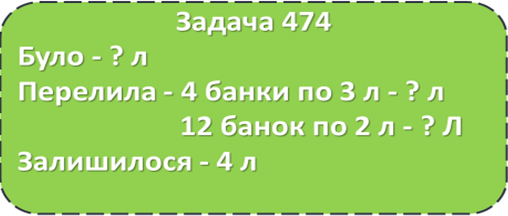 Задача 474
Було - ? л
Перелила - 4 банки по 3 л - ? л
12 банок по 2 л - ? Л
Залишилося - 4 л